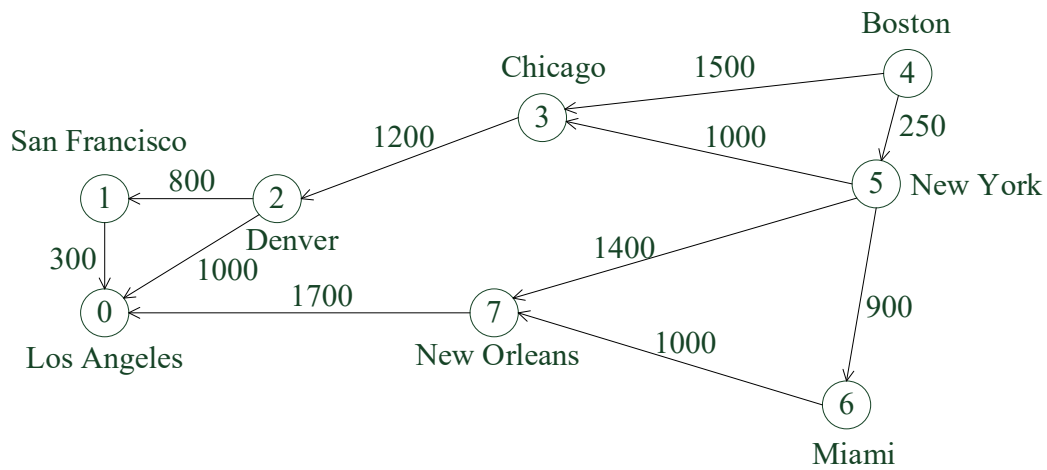 Boston
4
1500
Chicago
3
250
1200
1000
San Francisco
800
1
2
5
New York
Denver
300
1000
1400
1700
0
7
900
Los Angeles
New Orleans
1000
6
Miami